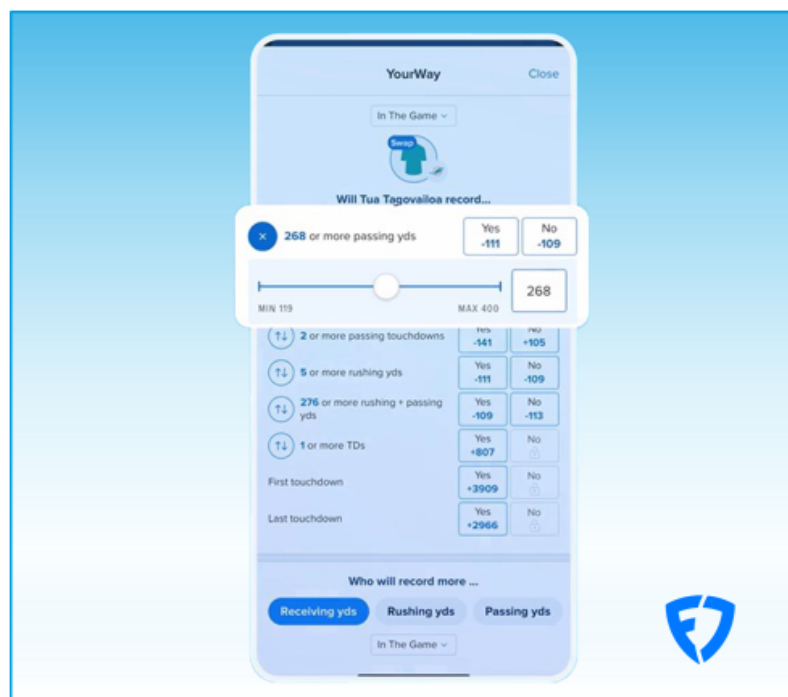 YourWay
Close
In The Game
Swap
Will Tua Tagovailoa record...
268 or more passing yds
Yes
-111
No
-109
268
MIN 119
MAX 400
2 or more passing touchdowns
Yes
-141
No
+105
5 or more rushing yds
Yes
-111
No
-109
276 or more rushing + passing
yds
Yes
-109
No
-113
1 or more TDs
Yes
+807
No
First touchdown
Yes
+3909
No
Last touchdown
Yes
+2966
No
Who will record more ...
Receiving yds
Rushing yds
Passing yds
In The Game